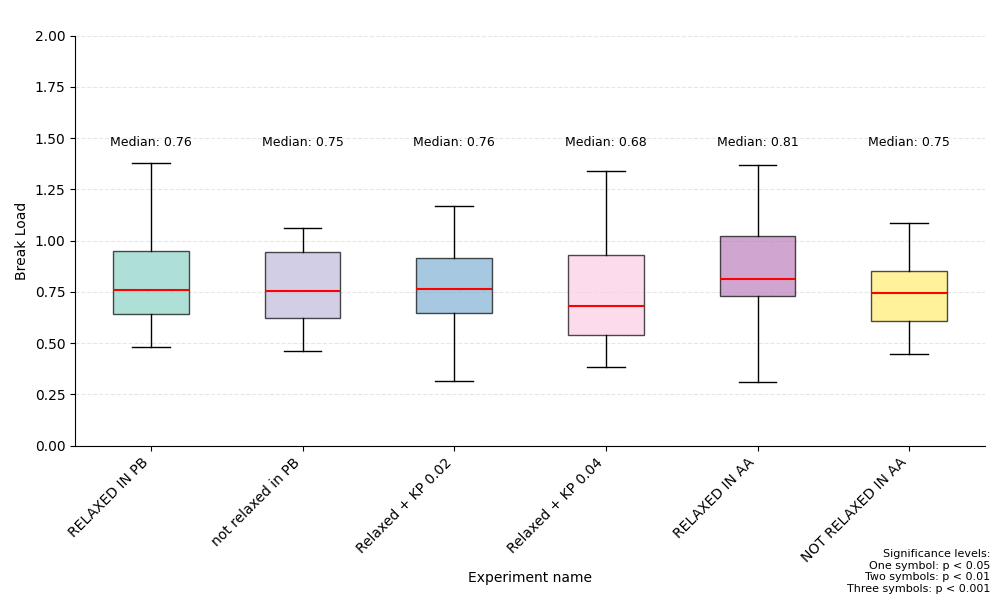 2.00
1.75
1.50
1.25
1.00
0.75
0.50
0.25
0.00
Break Load
Median: 0.76
Median: 0.75
Median: 0.76
Median: 0.68
Median: 0.81
Median: 0.75
RELAXED IN PB
not relaxed in PB
Relaxed + KP 0.02
Relaxed + KP 0.04
RELAXED IN AA
NOT RELAXED IN AA
Experiment name
Significance levels:
One symbol: p < 0.05
Two symbols: p < 0.01
Three symbols: p < 0.001